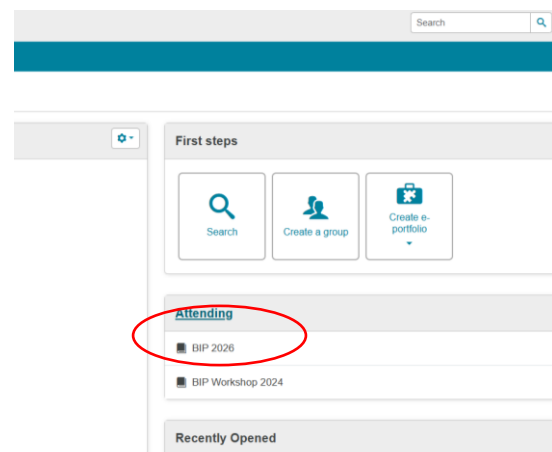 Search
First steps
Search
Create a group
Create e-
portfolio
Attending
BIP 2026
BIP Workshop 2024
Recently Opened